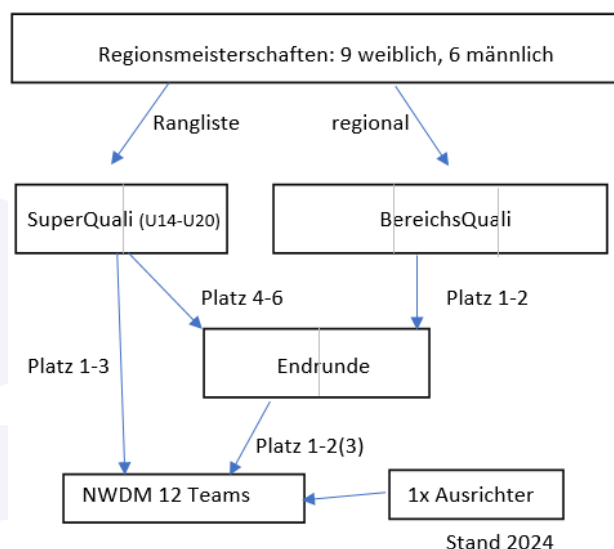 Regionsmeisterschaften: 9 weiblich, 6 männlich
Rangliste
regional
SuperQuali (U14-U20)
BereichsQuali
Platz 4-6
Platz 1-2
Platz 1-3
Endrunde
Platz 1-2(3)
NWDM 12 Teams
1x Ausrichter
Stand 2024